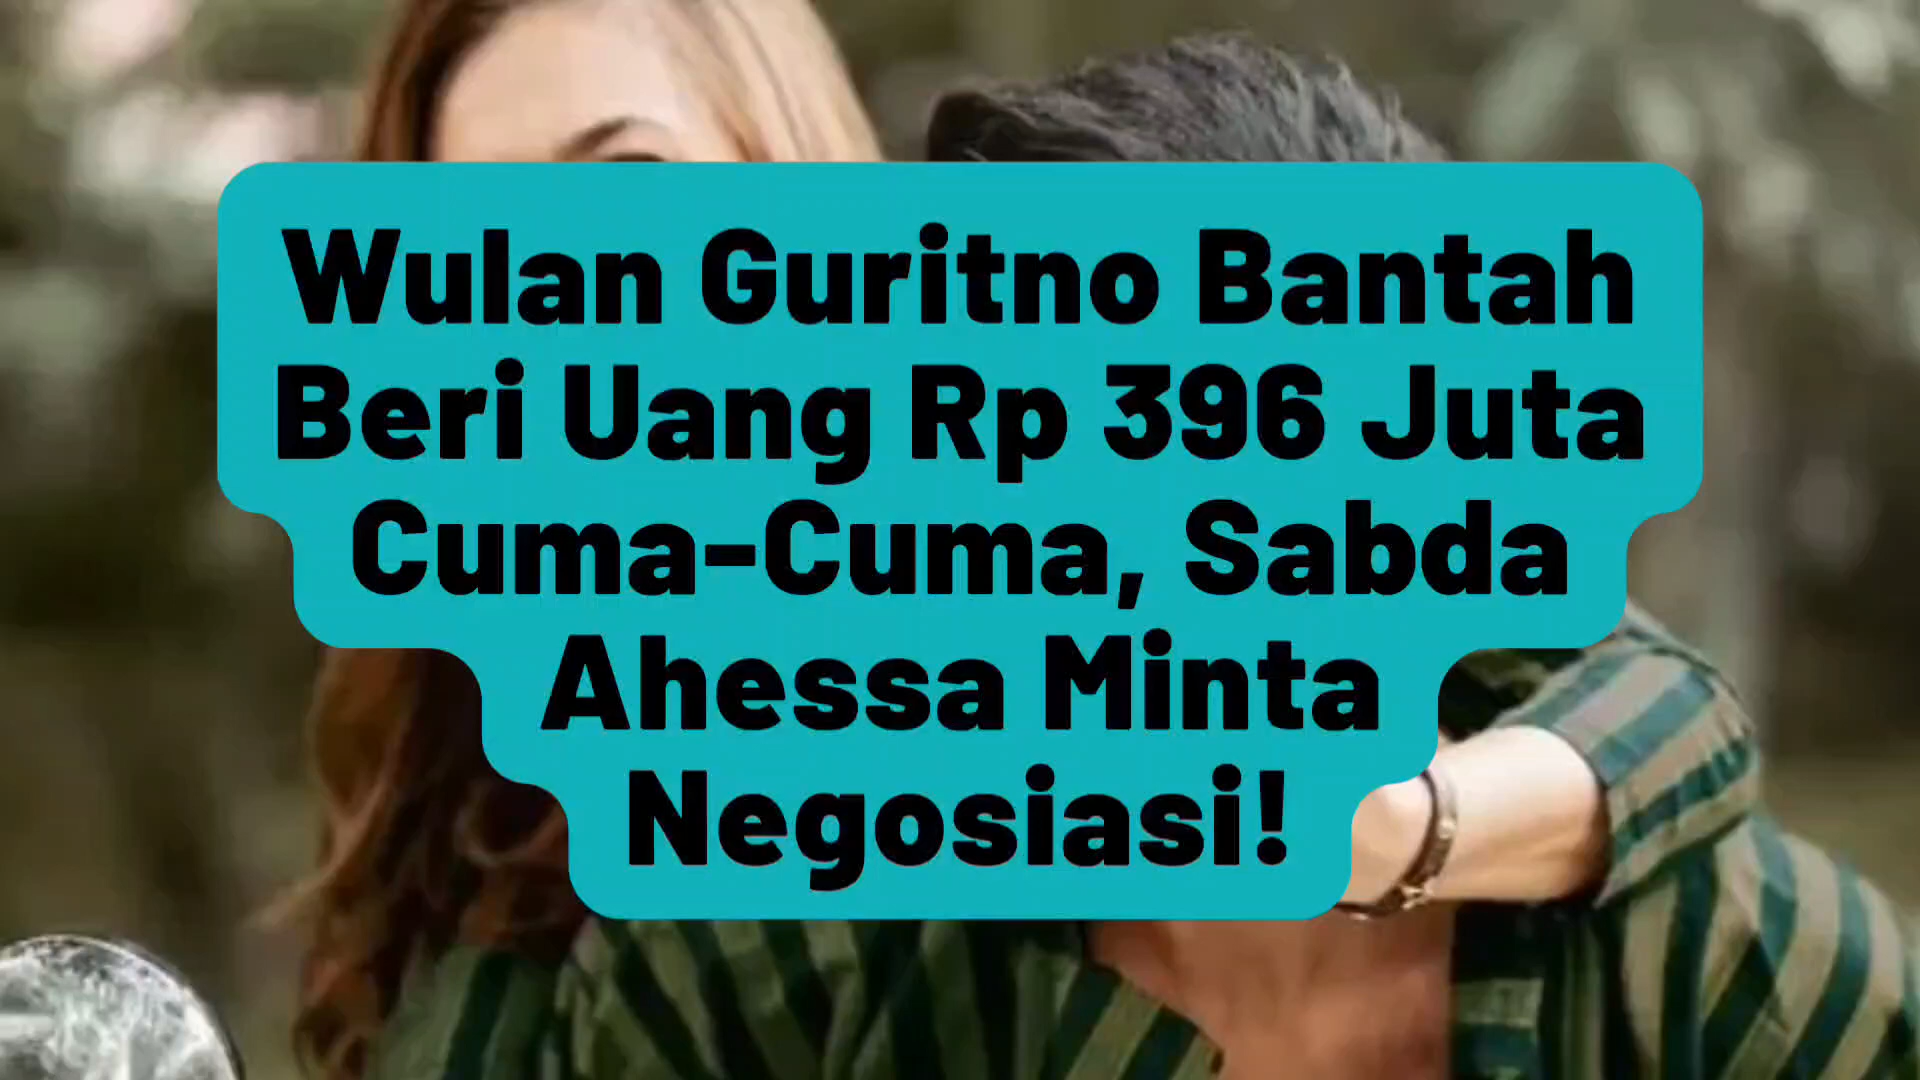 Wulan Guritno Bantah
Beri Uang Rp 396 Juta
Cuma-Cuma, Sabda
Ahessa Minta
Negosiasi!